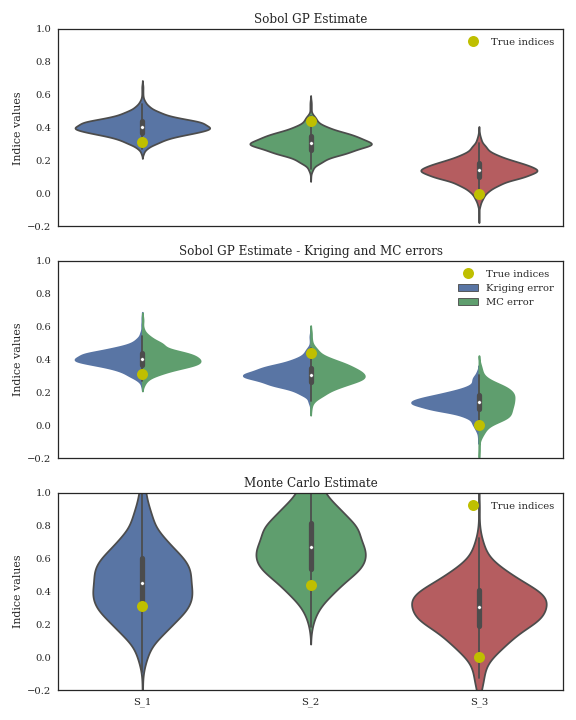 Sobol GP Estimate
1.0
True indices
0.8
0.6
Indice values
0.4
0.2
0.0
−0.2
Sobol GP Estimate - Kriging and MC errors
1.0
True indices
Kriging error
MC error
0.8
0.6
Indice values
0.4
0.2
0.0
−0.2
Monte Carlo Estimate
1.0
True indices
0.8
0.6
Indice values
0.4
0.2
0.0
−0.2
S_1 S_2 S_3